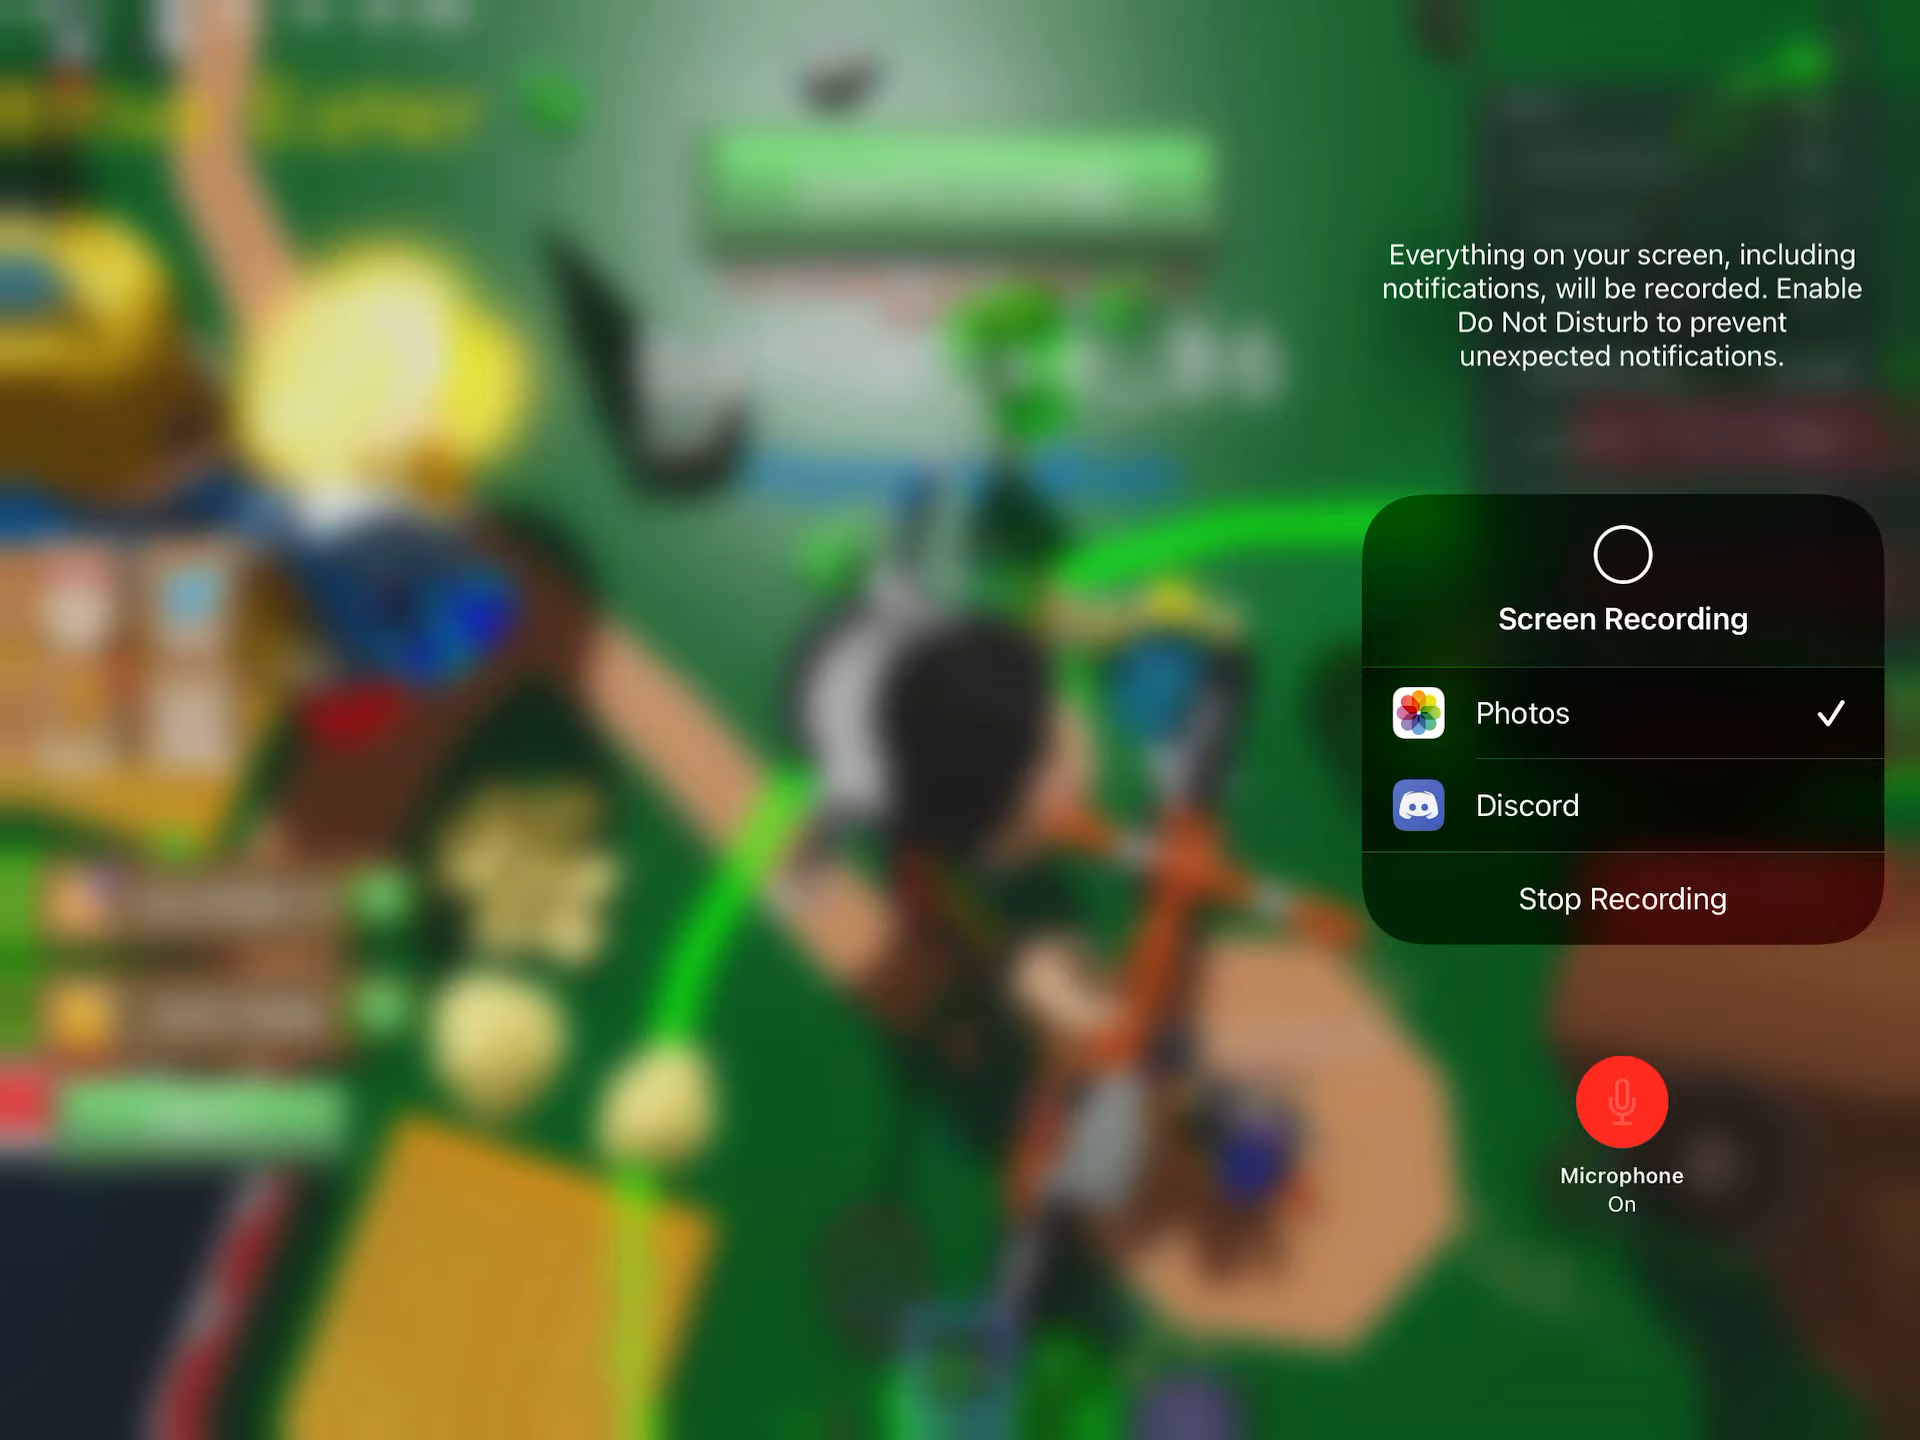 Everything on your screen, including
notifications, will be recorded. Enable
Do Not Disturb to prevent
unexpected notifications.
Screen Recording
Photos
Discord
Stop Recording
Microphone
On